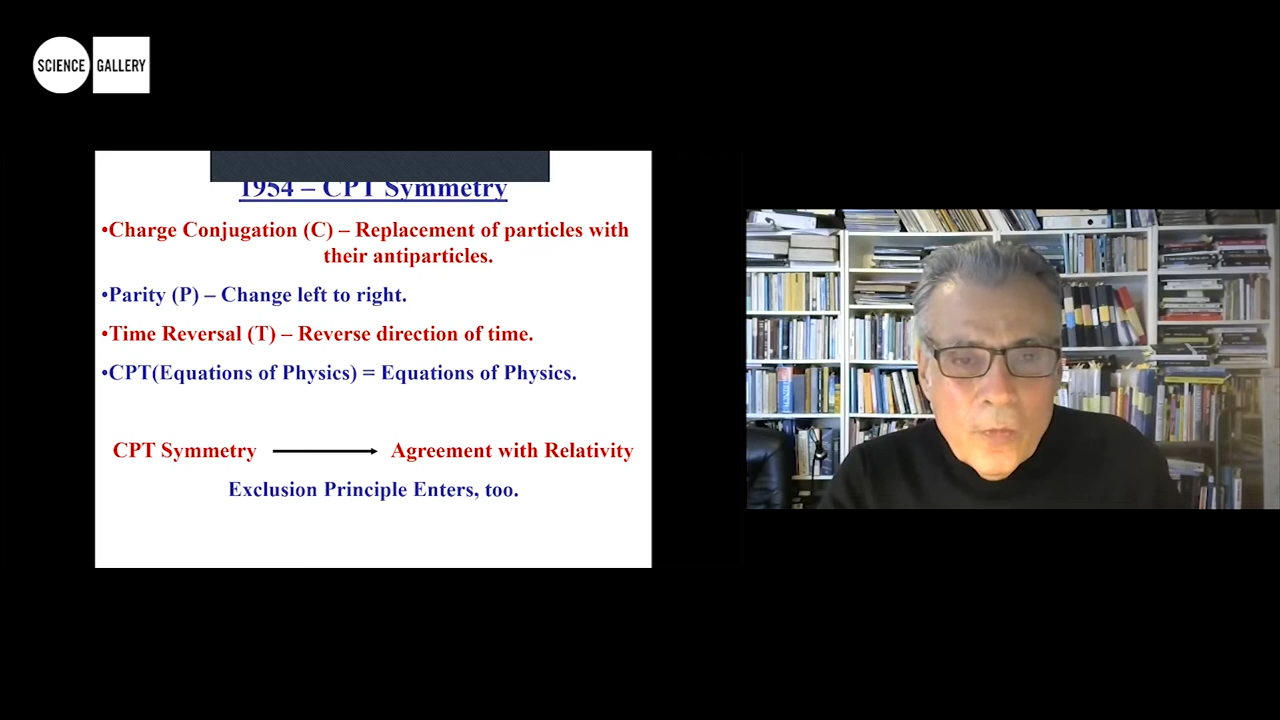 SCIENCE GALLERY
1954 – CPT Symmetry
•Charge Conjugation (C) – Replacement of particles with
their antiparticles.
•Parity (P) – Change left to right.
•Time Reversal (T) – Reverse direction of time.
•CPT(Equations of Physics) = Equations of Physics.
CPT Symmetry Agreement with Relativity
Exclusion Principle Enters, too.